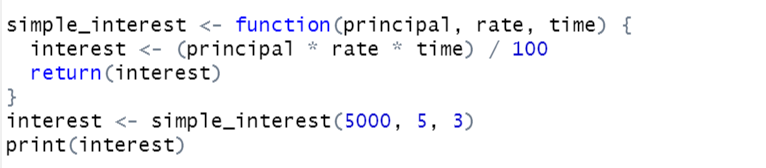 simple_interest <- function(principal, rate, time) {
  interest <- (principal * rate * time) / 100
  return(interest)
}
interest <- simple_interest(5000, 5, 3)
print(interest)